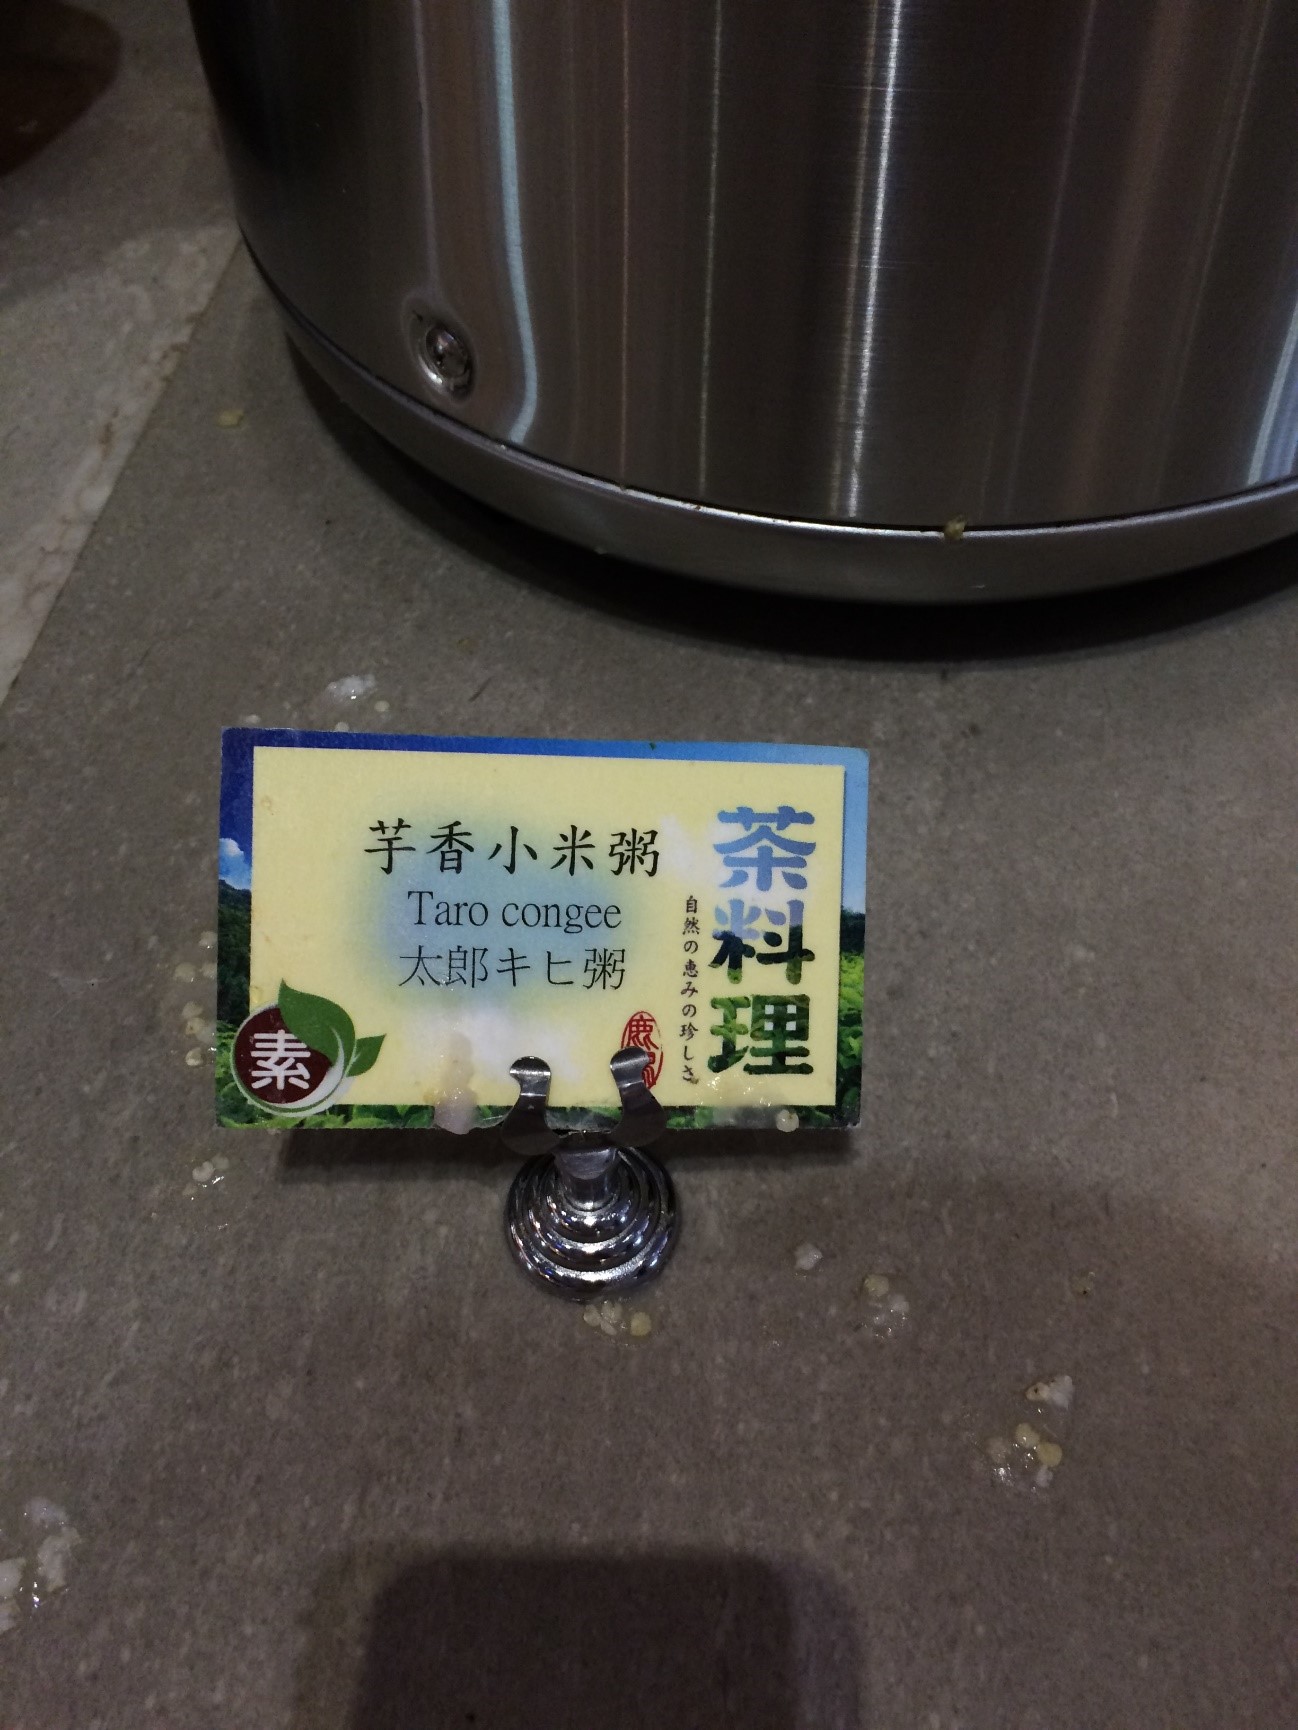 芋香小米粥
Taro congee
太郎キヒ粥
茶料理
自然の恵みの珍しさ
素
鹿